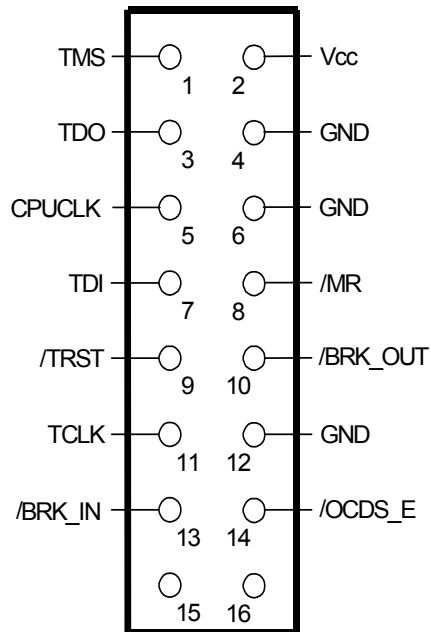 TMS Vcc
1 2
TDO GND
3 4
CPUCLK GND
5 6
TDI /MR
7 8
/TRST /BRK_OUT
9 10
TCLK GND
11 12
/BRK_IN /OCDS_E
13 14
15 16